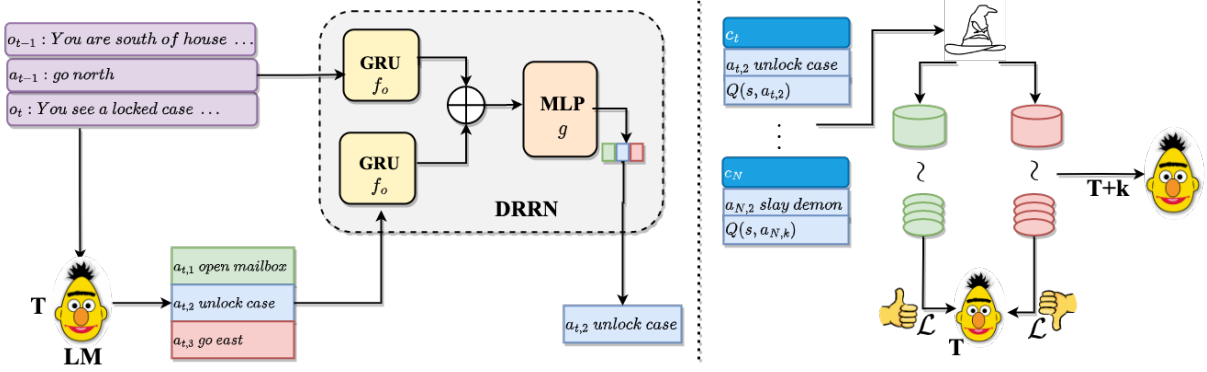 o_{t-1} : You are south of house ...
a_{t-1} : go north
o_t : You see a locked case ...
GRU
f_o
GRU
f_o
MLP
g
DRRN
T
LM
a_{t,1} open mailbox
a_{t,2} unlock case
a_{t,3} go east
a_{t,2} unlock case
c_t
a_{t,2} unlock case
Q(s, a_{t,2})
⋮
c_N
a_{N,2} slay demon
Q(s, a_{N,k})
~
~
T+k
ℒ
ℒ
T